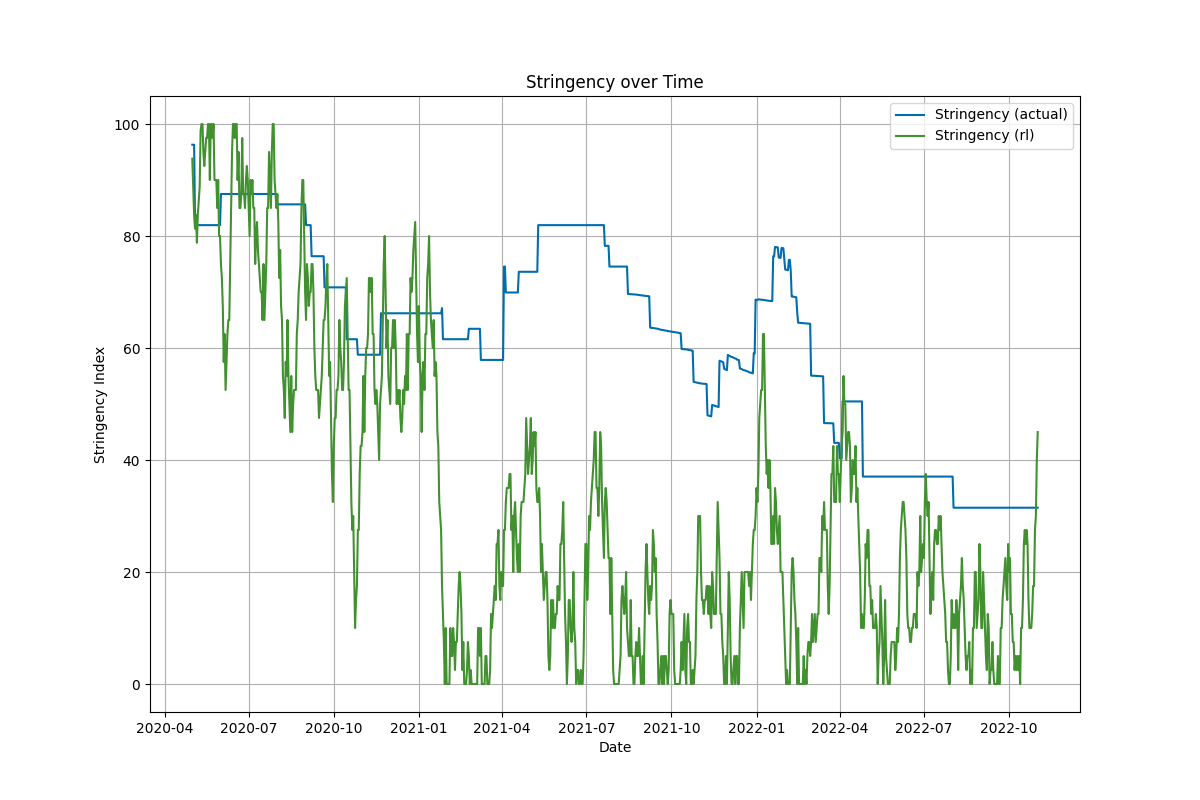 Stringency over Time
Stringency (actual)
Stringency (rl)
Stringency Index
100
80
60
40
20
0
2020-04 2020-07 2020-10 2021-01 2021-04 2021-07 2021-10 2022-01 2022-04 2022-07 2022-10
Date